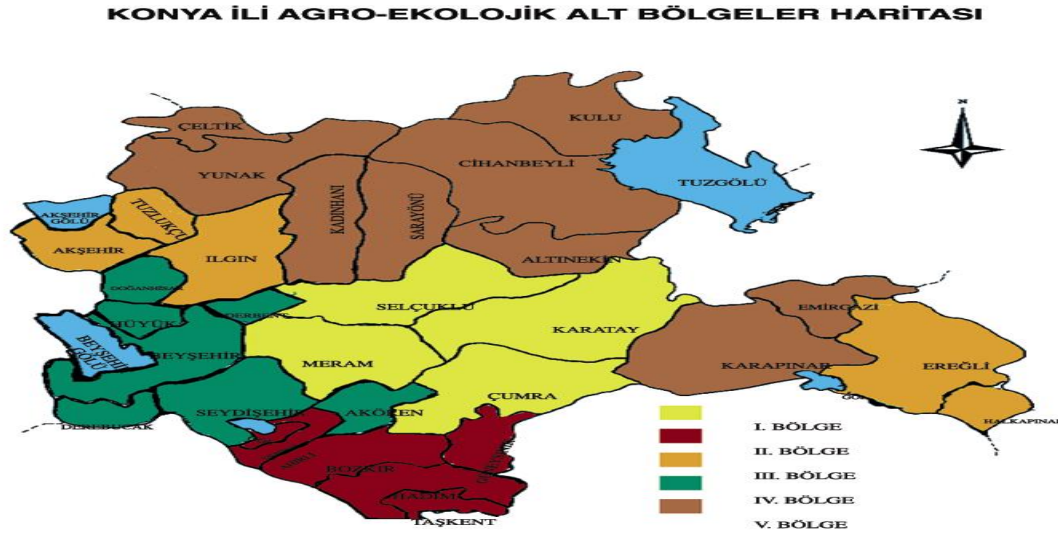 KONYA İLİ AGRO-EKOLOJİK ALT BÖLGELER HARİTASI
N
KULU
ÇELTİK
CİHANBEYLİ
YUNAK
TUZGÖLÜ
KADINHANI
SARAYÖNÜ
TUZLUKÇU
AKŞEHİR
GÖLÜ
AKŞEHİR
ILGIN
ALTINEKİN
DOĞANHİSAR
SELÇUKLU
EMİRGAZİ
DERBENT
HÜYÜK
KARATAY
BEYŞEHİR
BEYŞEHİ
GÖLÜ
MERAM
KARAPINAR
EREĞLİ
ÇUMRA
SEYDİŞEHİR
AKÖREN
DEREBUCAK
HALKAPINAR
I. BÖLGE
II. BÖLGE
III. BÖLGE
IV. BÖLGE
V. BÖLGE
BOZKIR
HADİM
TAŞKENT